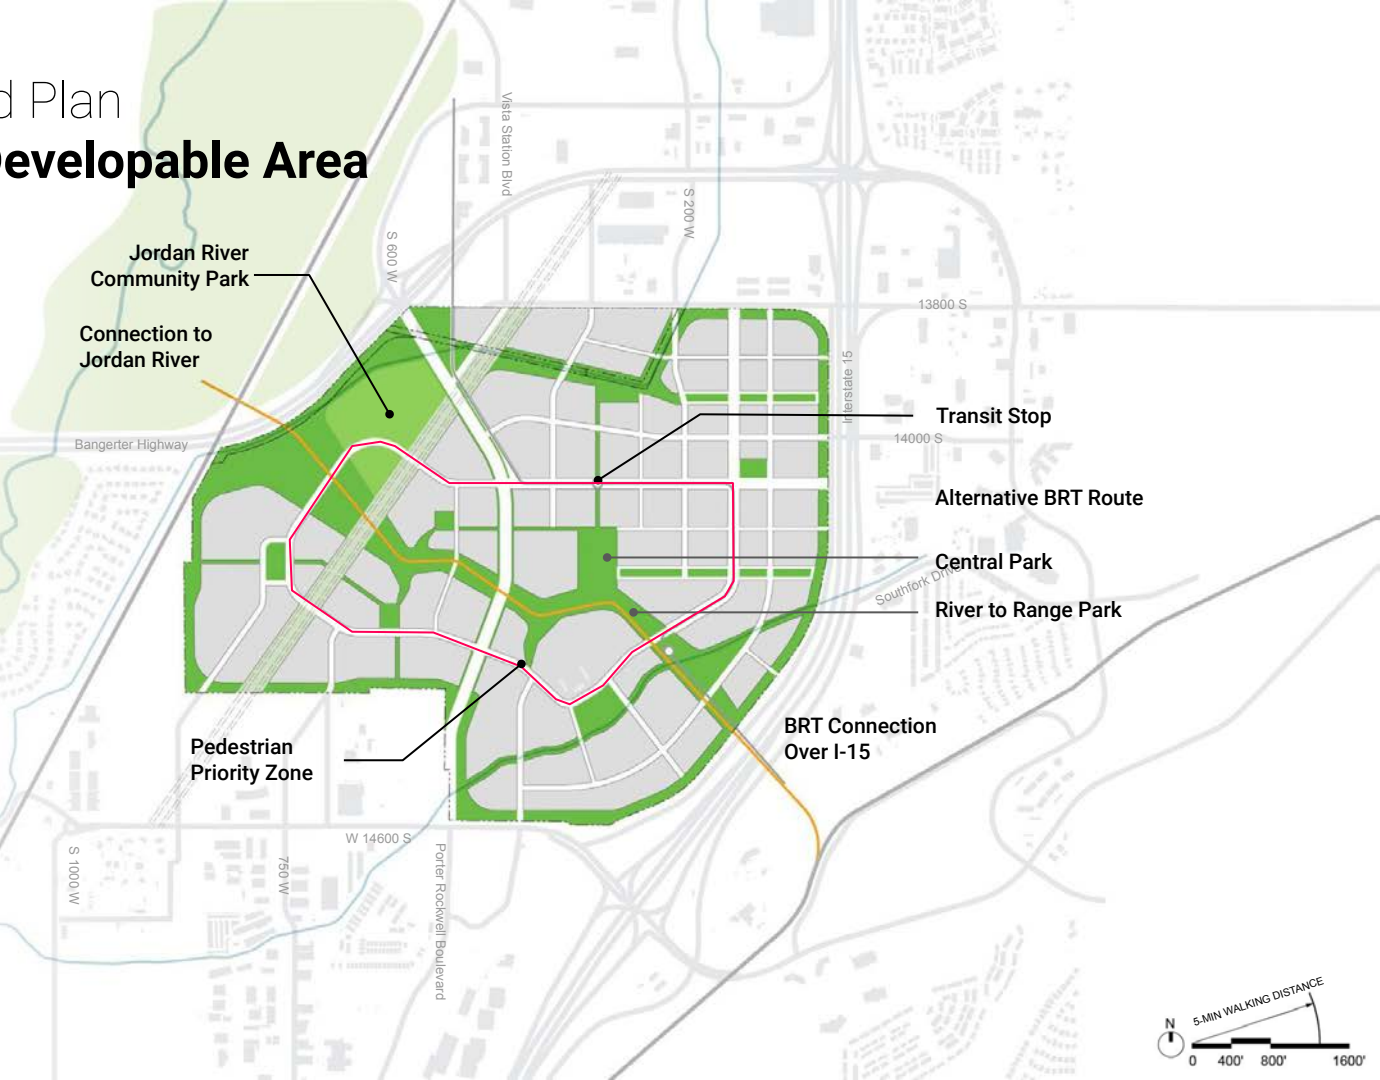 d Plan
evelopable Area
Vista Station Blvd
S 200 W
S 600 W
Jordan River
Community Park
Connection to
Jordan River
13800 S
Interstate 15
Bangerter Highway
14000 S
Transit Stop
Alternative BRT Route
Central Park
Southfork Drive
River to Range Park
BRT Connection
Over I-15
Pedestrian
Priority Zone
W 14600 S
S 1000 W
750 W
Porter Rockwell Boulevard
5-MIN WALKING DISTANCE
N
0 400' 800' 1600'